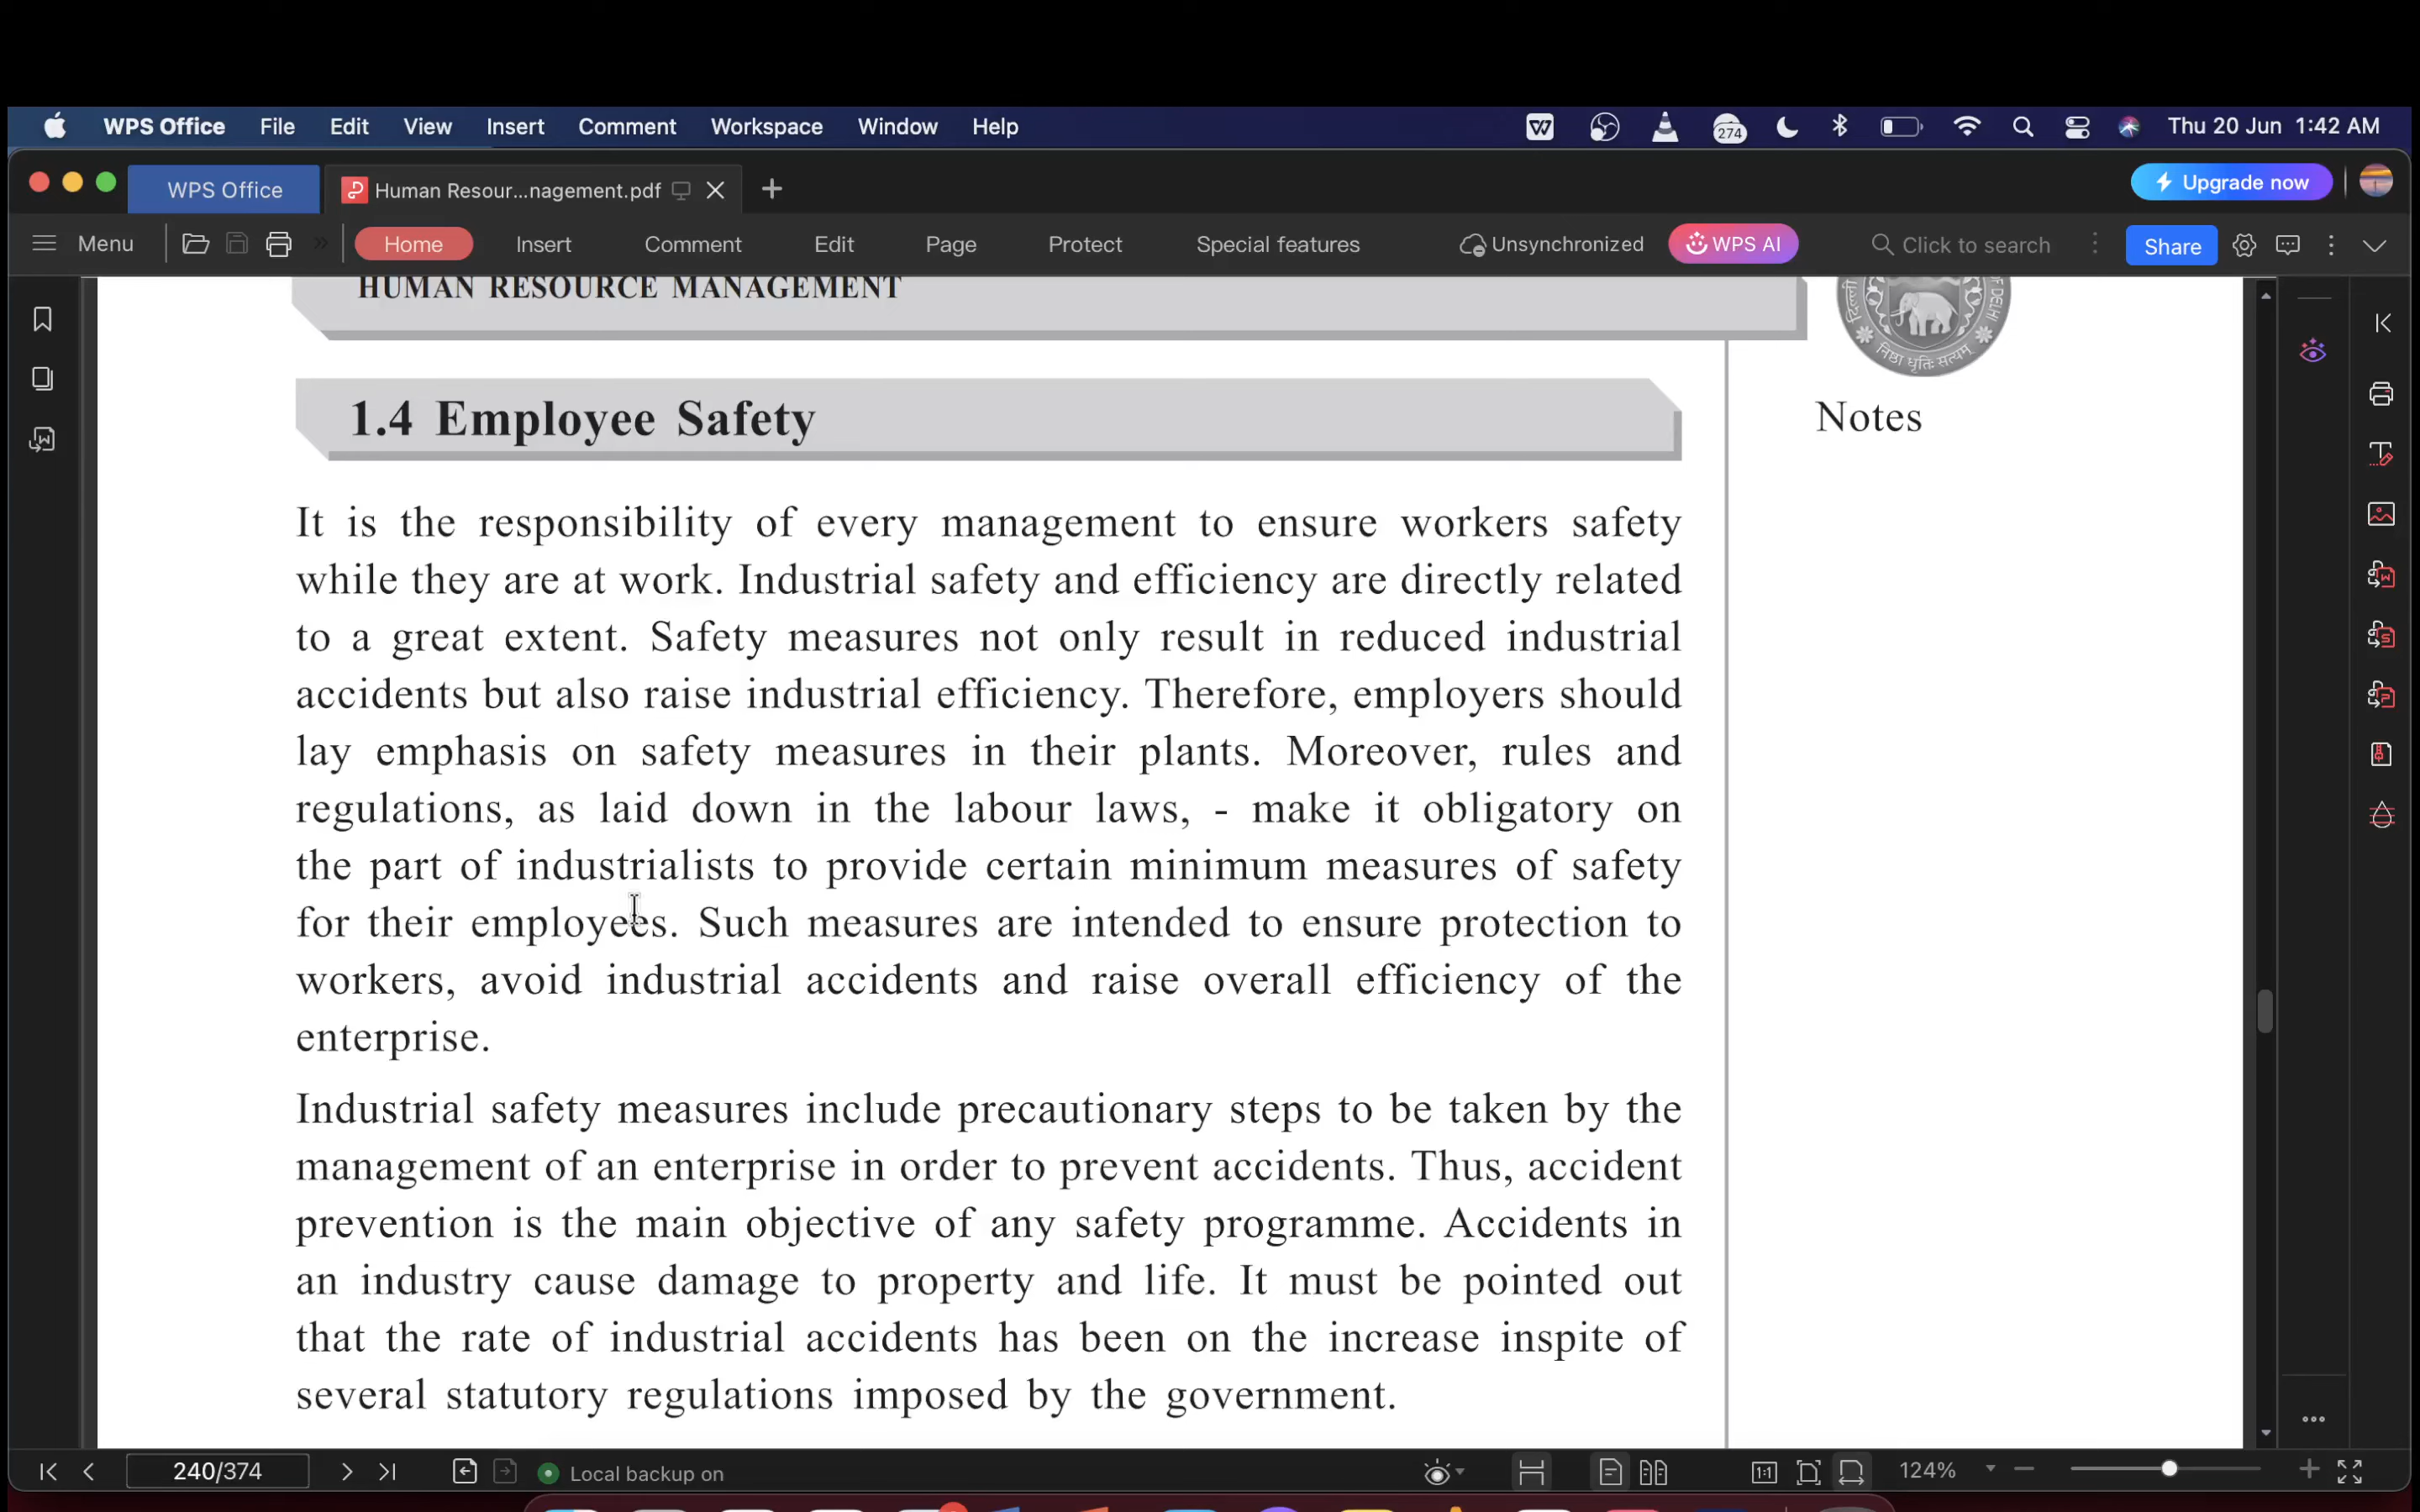 WPS Office File Edit View Insert Comment Workspace Window Help 274 Thu 20 Jun 1:42 AM
WPS Office Human Resour...nagement.pdf Upgrade now
Menu Home Insert Comment Edit Page Protect Special features Unsynchronized WPS AI Click to search Share
HUMAN RESOURCE MANAGEMENT
OF DELHI
निष्ठा धृतिः सत्यम्
1.4 Employee Safety
Notes
It is the responsibility of every management to ensure workers safety
while they are at work. Industrial safety and efficiency are directly related
to a great extent. Safety measures not only result in reduced industrial
accidents but also raise industrial efficiency. Therefore, employers should
lay emphasis on safety measures in their plants. Moreover, rules and
regulations, as laid down in the labour laws, - make it obligatory on
the part of industrialists to provide certain minimum measures of safety
for their employees. Such measures are intended to ensure protection to
workers, avoid industrial accidents and raise overall efficiency of the
enterprise.
Industrial safety measures include precautionary steps to be taken by the
management of an enterprise in order to prevent accidents. Thus, accident
prevention is the main objective of any safety programme. Accidents in
an industry cause damage to property and life. It must be pointed out
that the rate of industrial accidents has been on the increase inspite of
several statutory regulations imposed by the government.
240/374 Local backup on 1:1 124%